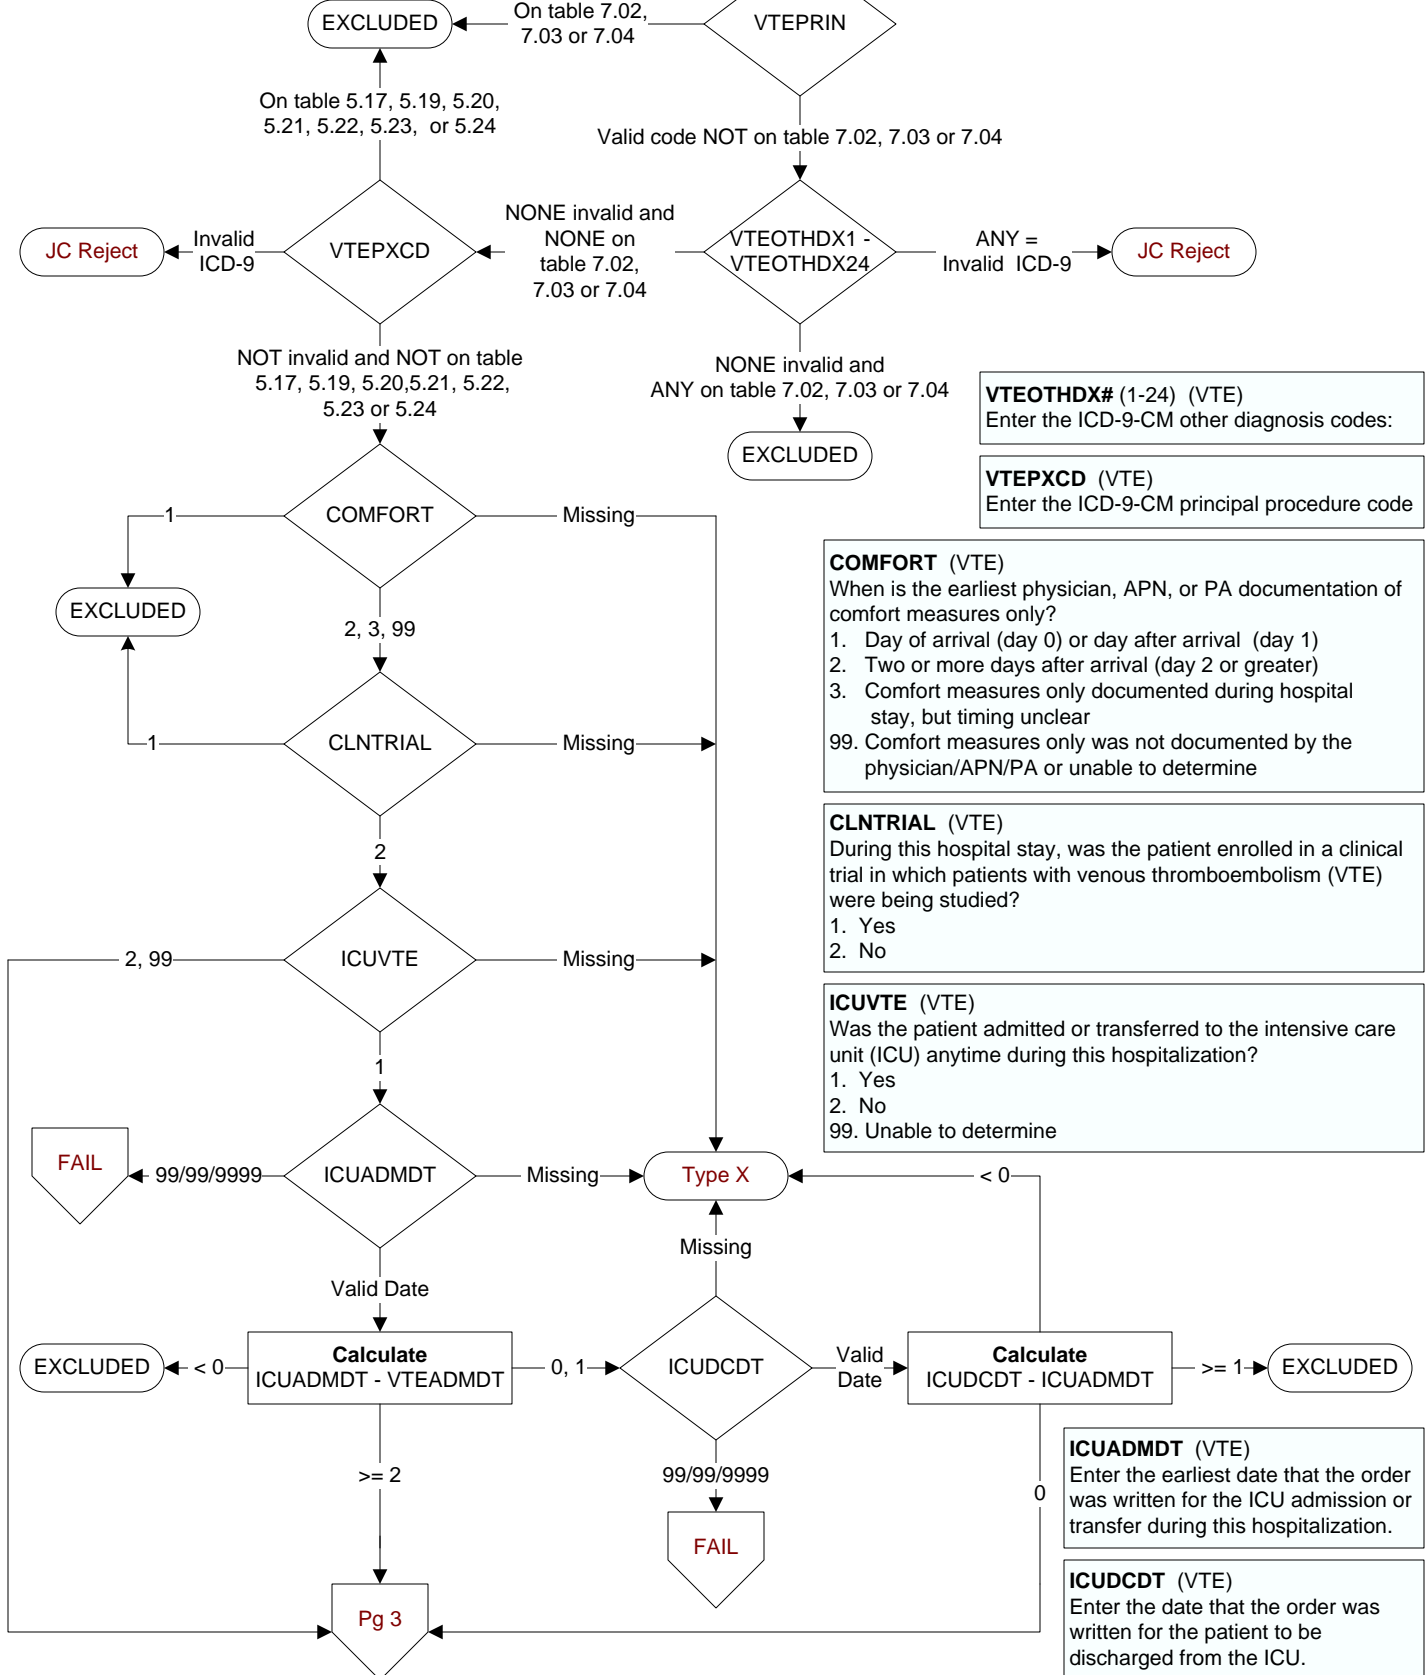 EXCLUDED
On table 7.02,
7.03 or 7.04
VTEPRIN
On table 5.17, 5.19, 5.20,
5.21, 5.22, 5.23, or 5.24
Valid code NOT on table 7.02, 7.03 or 7.04
JC Reject
Invalid
ICD-9
VTEPXCD
NONE invalid and
NONE on
table 7.02,
7.03 or 7.04
VTEOTHDX1 -
VTEOTHDX24
ANY =
Invalid ICD-9
JC Reject
NOT invalid and NOT on table
5.17, 5.19, 5.20,5.21, 5.22,
5.23 or 5.24
NONE invalid and
ANY on table 7.02, 7.03 or 7.04
EXCLUDED
VTEOTHDX# (1-24) (VTE)
Enter the ICD-9-CM other diagnosis codes:
VTEPXCD (VTE)
Enter the ICD-9-CM principal procedure code
1
COMFORT
Missing
EXCLUDED
2, 3, 99
COMFORT (VTE)
When is the earliest physician, APN, or PA documentation of
comfort measures only?
1. Day of arrival (day 0) or day after arrival (day 1)
2. Two or more days after arrival (day 2 or greater)
3. Comfort measures only documented during hospital
stay, but timing unclear
99. Comfort measures only was not documented by the
physician/APN/PA or unable to determine
1
CLNTRIAL
Missing
2
CLNTRIAL (VTE)
During this hospital stay, was the patient enrolled in a clinical
trial in which patients with venous thromboembolism (VTE)
were being studied?
1. Yes
2. No
2, 99
ICUVTE
Missing
1
ICUVTE (VTE)
Was the patient admitted or transferred to the intensive care
unit (ICU) anytime during this hospitalization?
1. Yes
2. No
99. Unable to determine
FAIL
99/99/9999
ICUADMDT
Missing
Type X
< 0
Missing
Valid Date
EXCLUDED
< 0
Calculate
ICUADMDT - VTEADMDT
0, 1
ICUDCDT
Valid
Date
Calculate
ICUDCDT - ICUADMDT
>= 1
EXCLUDED
>= 2
99/99/9999
0
FAIL
Pg 3
ICUADMDT (VTE)
Enter the earliest date that the order
was written for the ICU admission or
transfer during this hospitalization.
ICUDCDT (VTE)
Enter the date that the order was
written for the patient to be
discharged from the ICU.